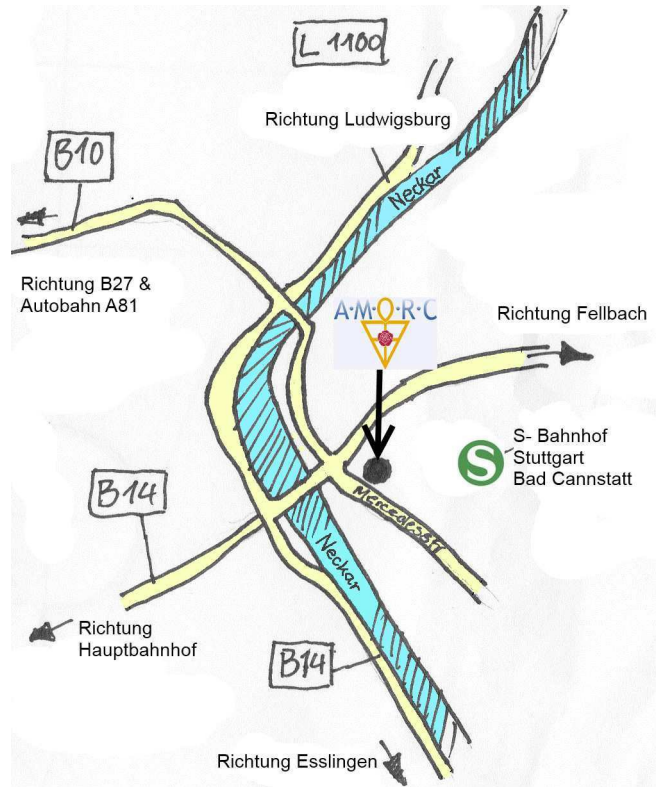 L 1100
Richtung Ludwigsburg
B10
Neckar
Richtung B27 &
Autobahn A81
A·M·O·R·C
Richtung Fellbach
S- Bahnhof
Stuttgart
Bad Cannstatt
S
B14
Mercedesstr
Neckar
Richtung
Hauptbahnhof
B14
Richtung Esslingen